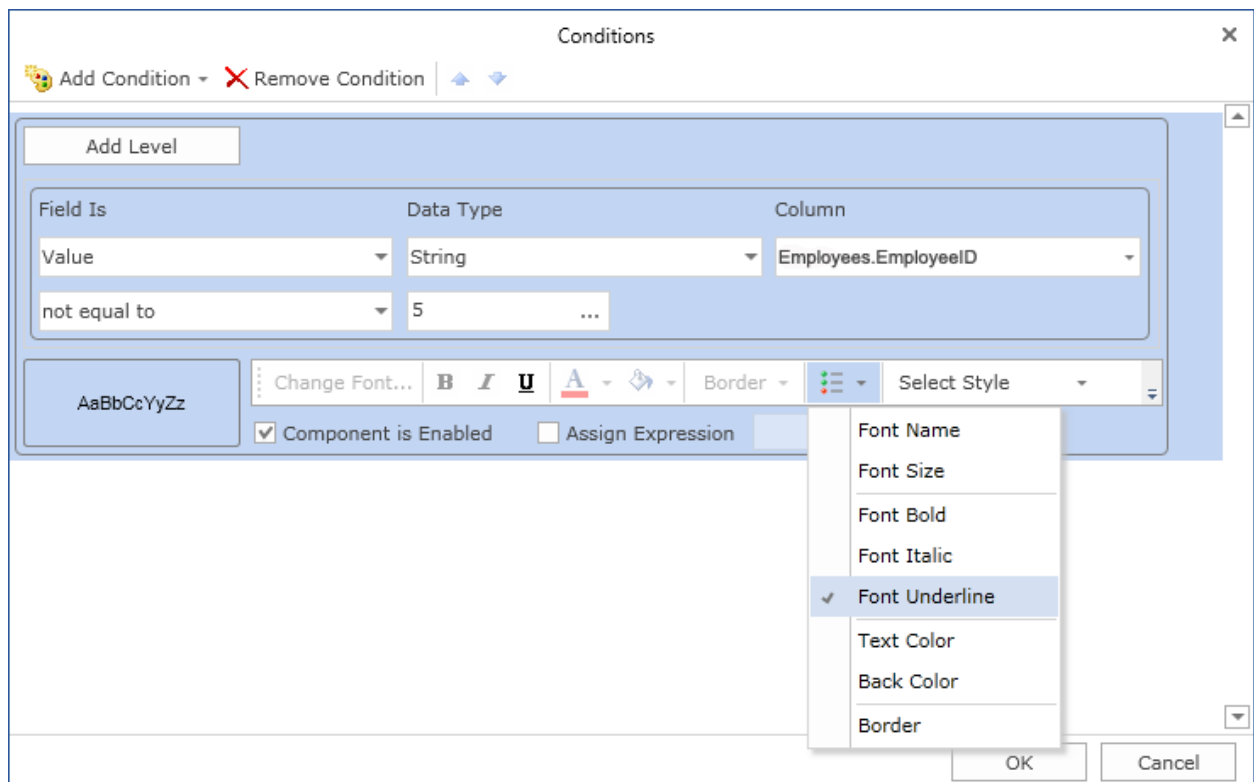 Conditions
Add Condition Remove Condition
Add Level
Field Is Data Type Column
Value String Employees.EmployeeID
not equal to 5 ...
AaBbCcYyZz Change Font... B I U A Border Select Style
Component is Enabled Assign Expression
Font Name
Font Size
Font Bold
Font Italic
Font Underline
Text Color
Back Color
Border
OK Cancel